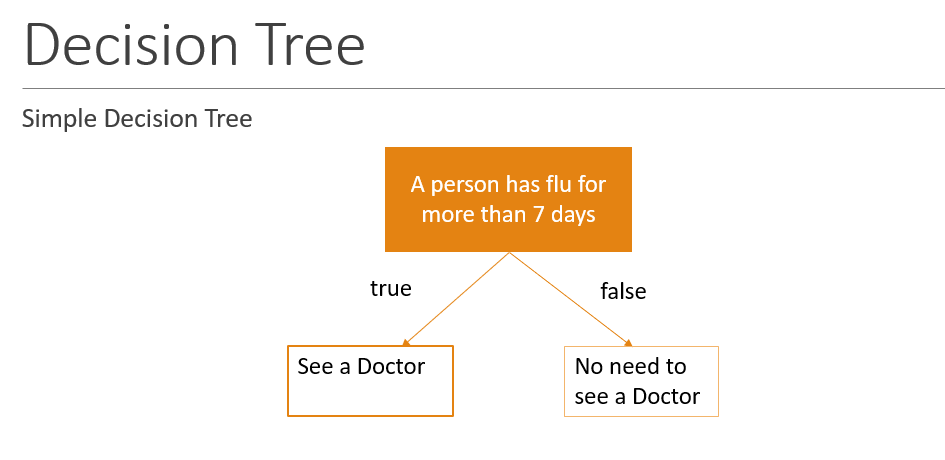 Decision Tree
Simple Decision Tree
A person has flu for
more than 7 days
true
false
See a Doctor
No need to
see a Doctor